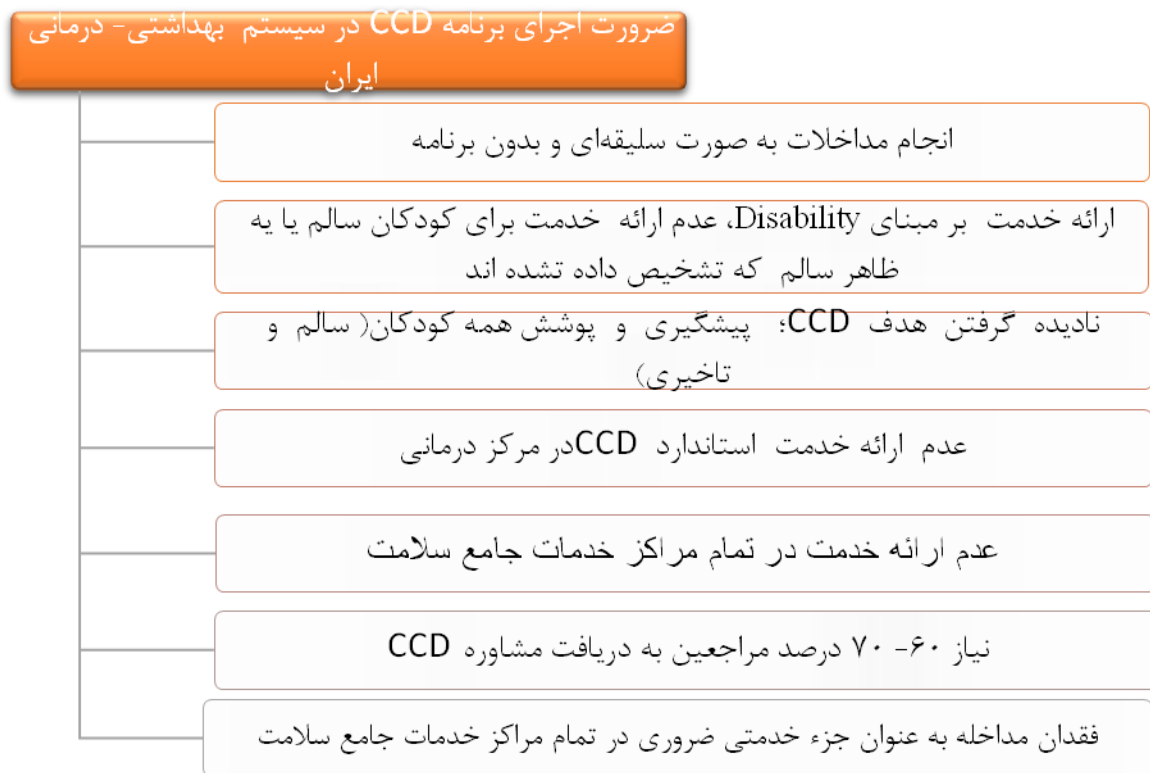 ضرورت اجرای برنامه CCD در سیستم بهداشتی- درمانی
ایران
انجام مداخلات به صورت سلیقه‌ای و بدون برنامه
ارائه خدمت بر مبنای Disability، عدم ارائه خدمت برای کودکان سالم یا یه
ظاهر سالم که تشخیص داده تشده اند
نادیده گرفتن هدف CCD؛ پیشگیری و پوشش همه کودکان( سالم و
تاخیری)
عدم ارائه خدمت استاندارد CCDدر مرکز درمانی
عدم ارائه خدمت در تمام مراکز خدمات جامع سلامت
نیاز ۶۰- ۷۰ درصد مراجعین به دریافت مشاوره CCD
فقدان مداخله به عنوان جزء خدمتی ضروری در تمام مراکز خدمات جامع سلامت